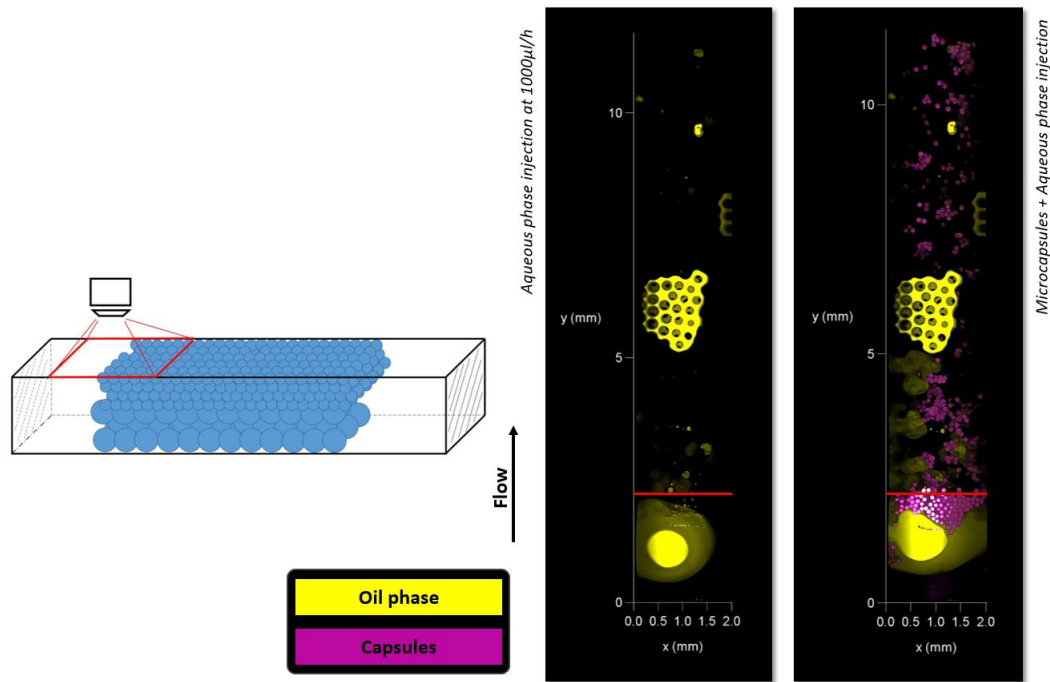 Aqueous phase injection at 1000µl/h
10
y (mm)
5
0
0.0 0.5 1.0 1.5 2.0
x (mm)
10
y (mm)
5
0
0.0 0.5 1.0 1.5 2.0
x (mm)
Microcapsules + Aqueous phase injection
Flow
Oil phase
Capsules